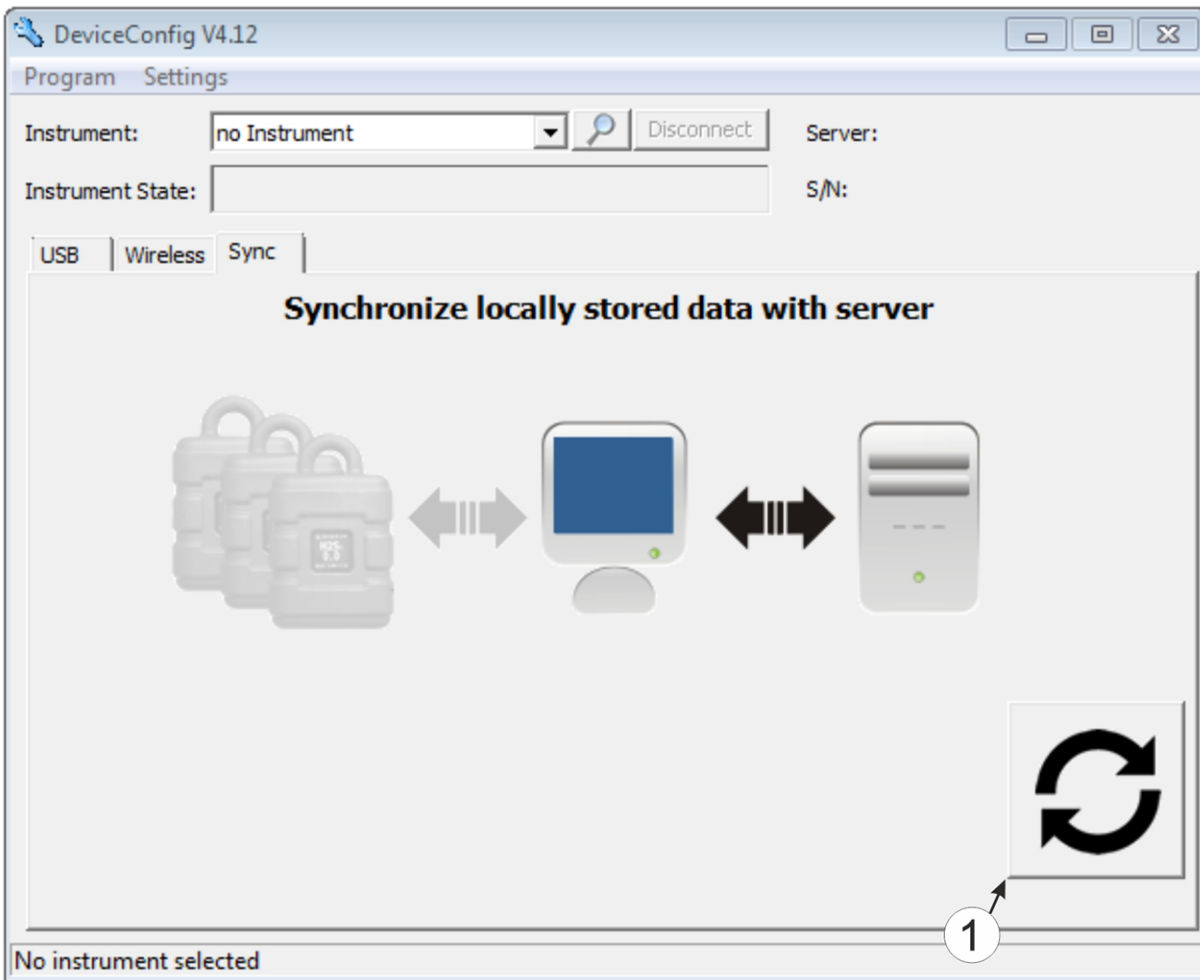 DeviceConfig V4.12
Program Settings
Instrument: no Instrument Disconnect Server:
Instrument State: S/N:
USB Wireless Sync
Synchronize locally stored data with server
1
No instrument selected